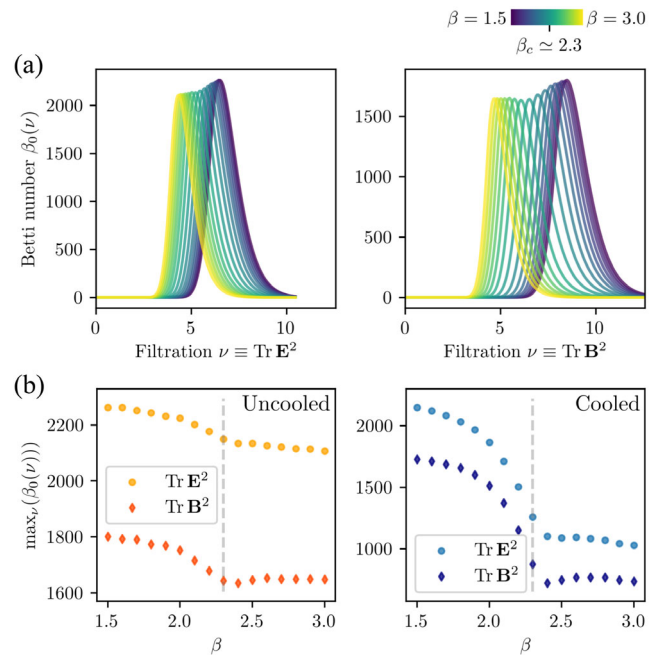 β = 1.5 β = 3.0
β_c ≃ 2.3
(a)
Betti number β₀(ν)
2000
1500
1000
500
0
0 5 10
Filtration ν ≡ Tr E²
1500
1000
500
0
0 5 10
Filtration ν ≡ Tr B²
(b)
max_ν(β₀(ν)))
Uncooled
2200
2000
1800
1600
Tr E²
Tr B²
1.5 2.0 2.5 3.0
β
Cooled
2000
1500
1000
Tr E²
Tr B²
1.5 2.0 2.5 3.0
β